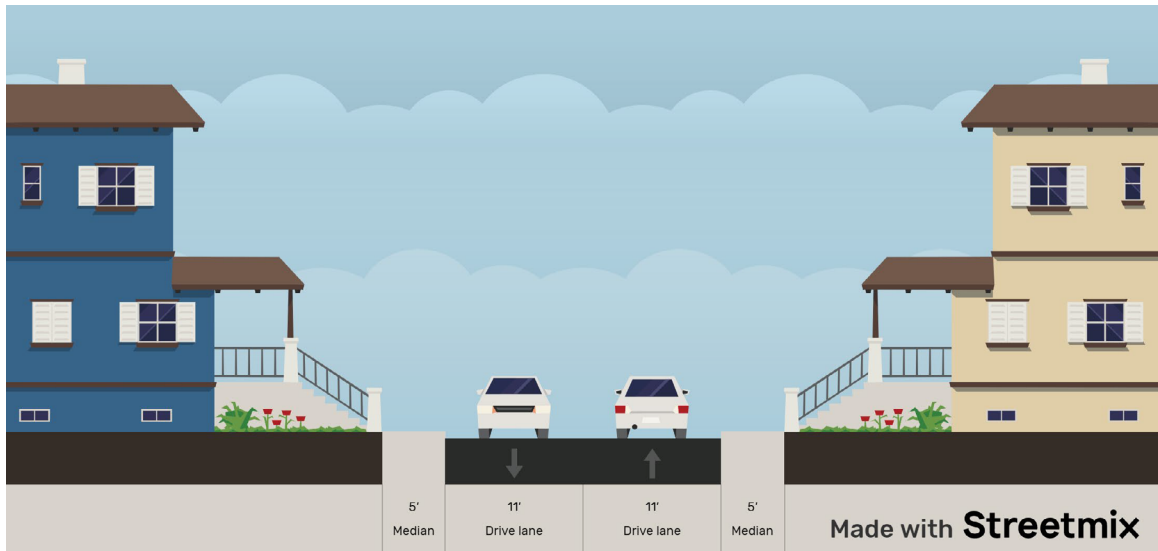 5′
Median
11′
Drive lane
11′
Drive lane
5′
Median
Made with Streetmix